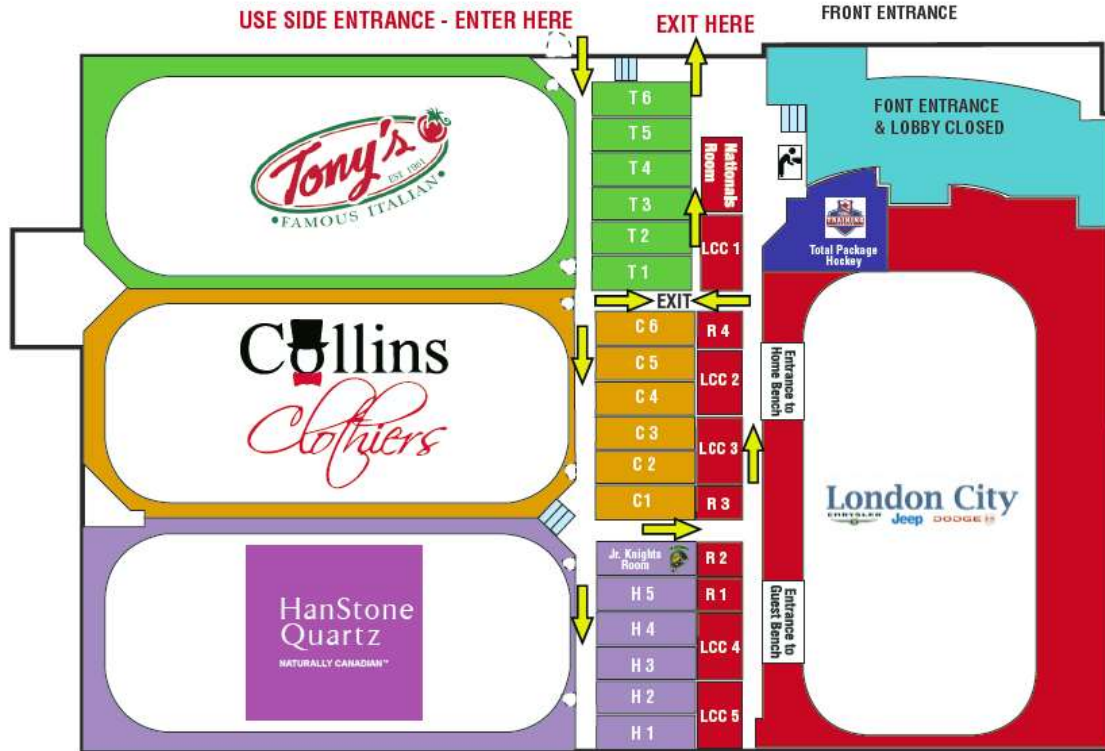 USE SIDE ENTRANCE - ENTER HERE
EXIT HERE
FRONT ENTRANCE
FONT ENTRANCE
& LOBBY CLOSED
Tony's
EST 1961
•FAMOUS ITALIAN•
T 6
T 5
T 4
T 3
T 2
T 1
Nationals
Room
LCC 1
TRAINING
Total Package
Hockey
EXIT
Collins
Clothiers
C 6
C 5
C 4
C 3
C 2
C1
R 4
LCC 2
LCC 3
R 3
Entrance to
Home Bench
London City
CHRYSLER Jeep DODGE
HanStone
Quartz
NATURALLY CANADIAN™
Jr. Knights
Room
H 5
H 4
H 3
H 2
H 1
R 2
R 1
LCC 4
LCC 5
Entrance to
Guest Bench